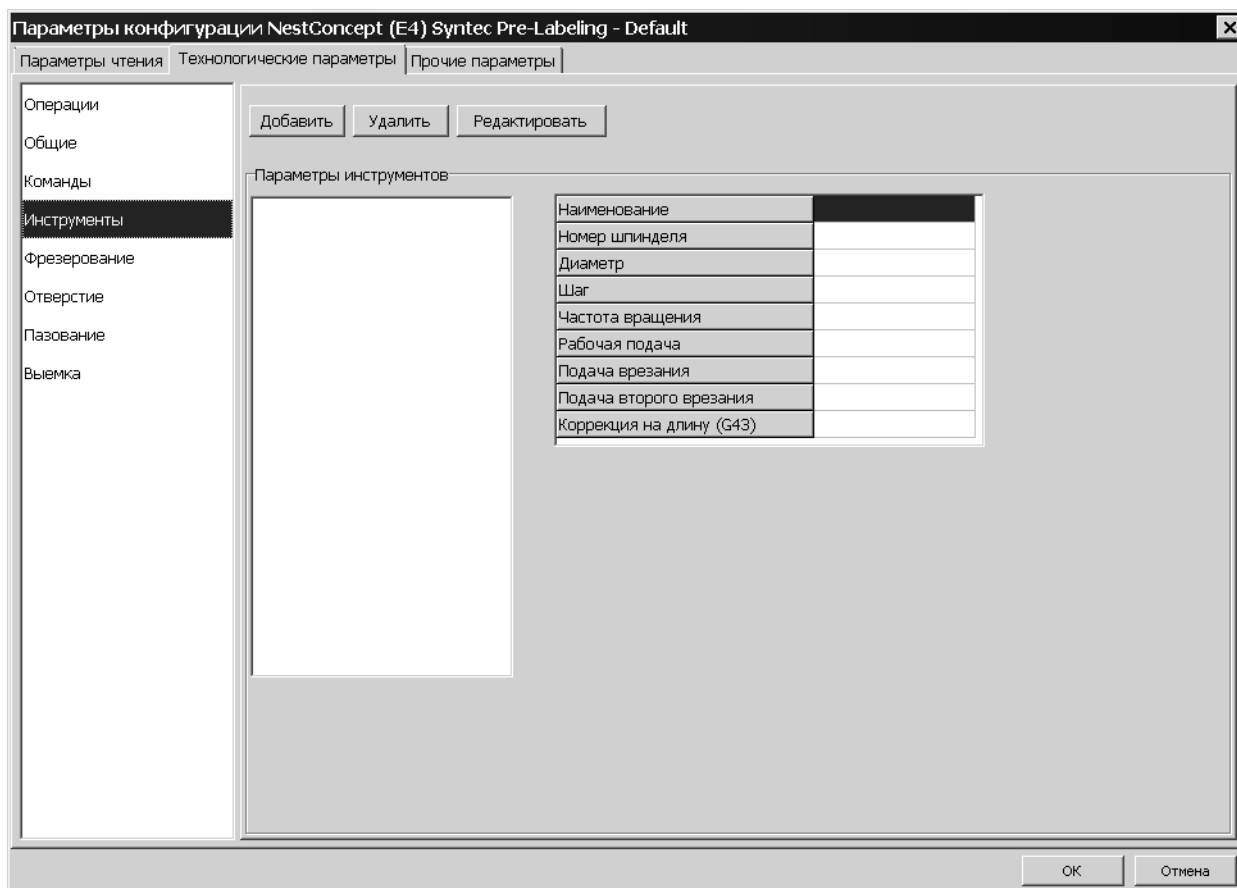 Параметры конфигурации NestConcept (E4) Syntec Pre-Labeling - Default
Параметры чтения Технологические параметры Прочие параметры
Операции
Общие
Команды
Инструменты
Фрезерование
Отверстие
Пазование
Выемка
Добавить Удалить Редактировать
Параметры инструментов
Наименование
Номер шпинделя
Диаметр
Шаг
Частота вращения
Рабочая подача
Подача врезания
Подача второго врезания
Коррекция на длину (G43)
ОК Отмена